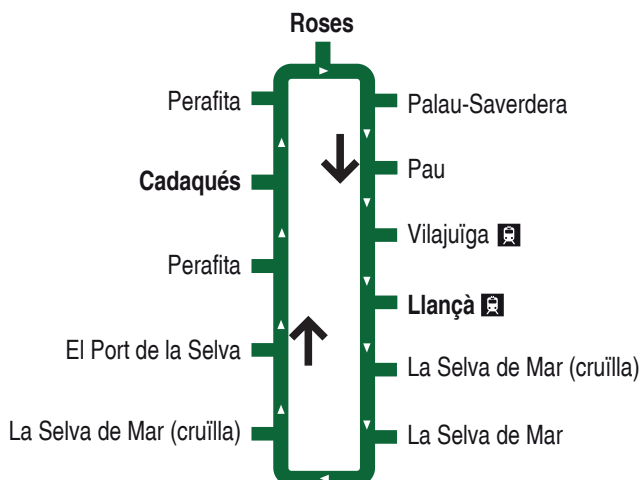 Roses
Perafita
Palau-Saverdera
Cadaqués
Pau
Vilajuïga
Perafita
Llançà
El Port de la Selva
La Selva de Mar (cruïlla)
La Selva de Mar (cruïlla)
La Selva de Mar